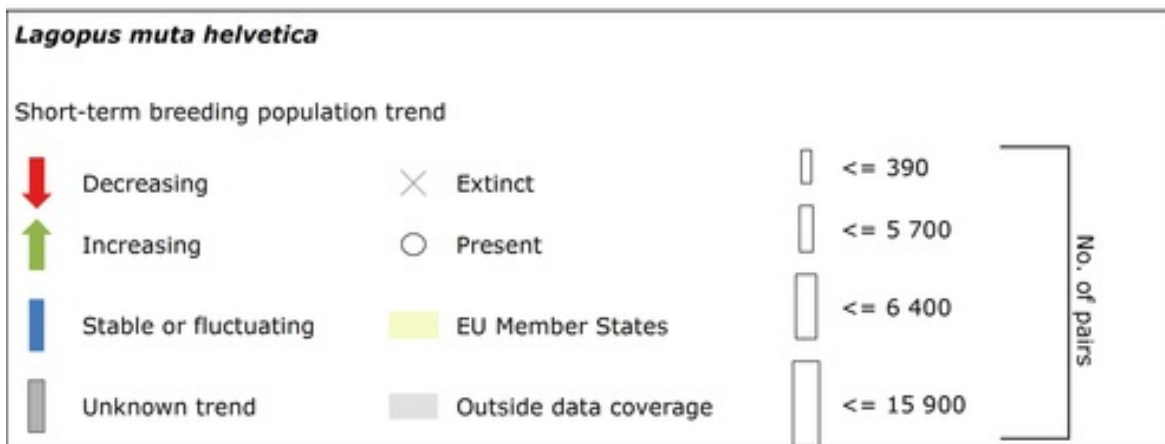 Lagopus muta helvetica
Short-term breeding population trend
Decreasing
Extinct
<= 390
Increasing
Present
<= 5 700
Stable or fluctuating
EU Member States
<= 6 400
Unknown trend
Outside data coverage
<= 15 900
No. of pairs